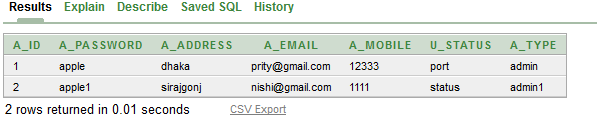 Results Explain Describe Saved SQL History
A_ID A_PASSWORD A_ADDRESS A_EMAIL A_MOBILE U_STATUS A_TYPE
1 apple dhaka prity@gmail.com 12333 port admin
2 apple1 sirajgonj nishi@gmail.com 1111 status admin1
2 rows returned in 0.01 seconds CSV Export